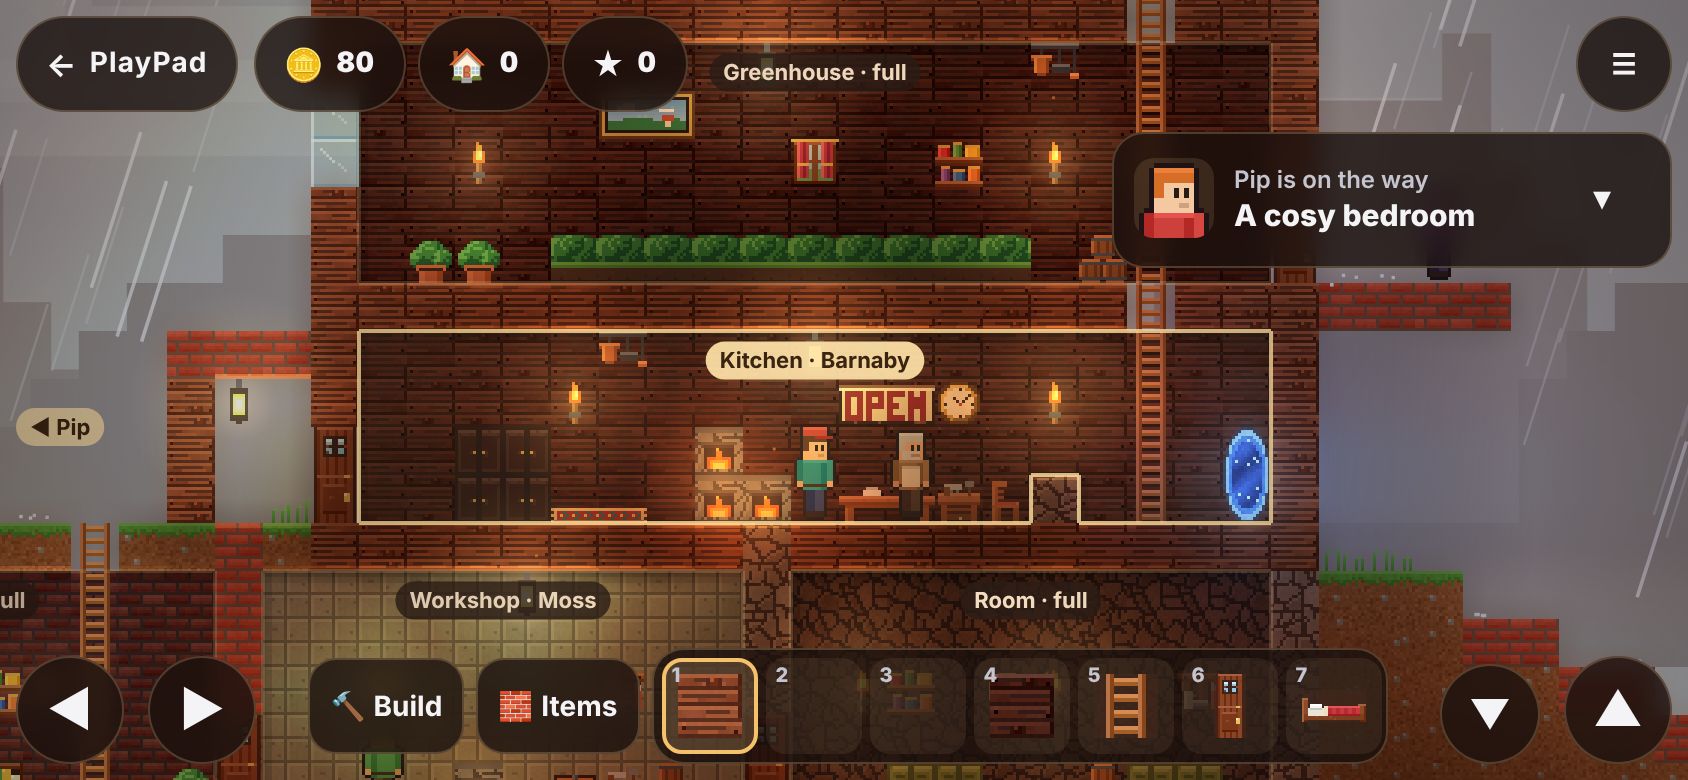 ← PlayPad
80
0
★ 0
Greenhouse · full
Pip is on the way
A cosy bedroom
Kitchen · Barnaby
OPEN
◀ Pip
ull
Workshop · Moss
Room · full
Build
Items
1
2
3
4
5
6
7